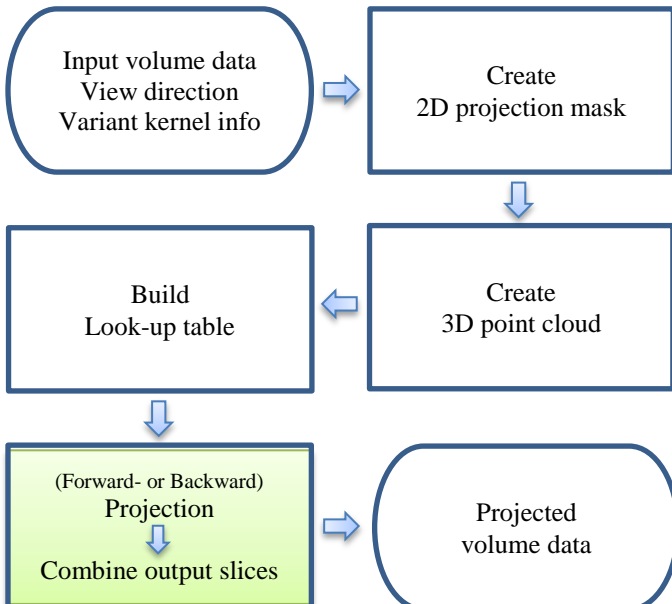 Input volume data
View direction
Variant kernel info
Create
2D projection mask
Create
3D point cloud
Build
Look-up table
(Forward- or Backward)
Projection
Combine output slices
Projected
volume data